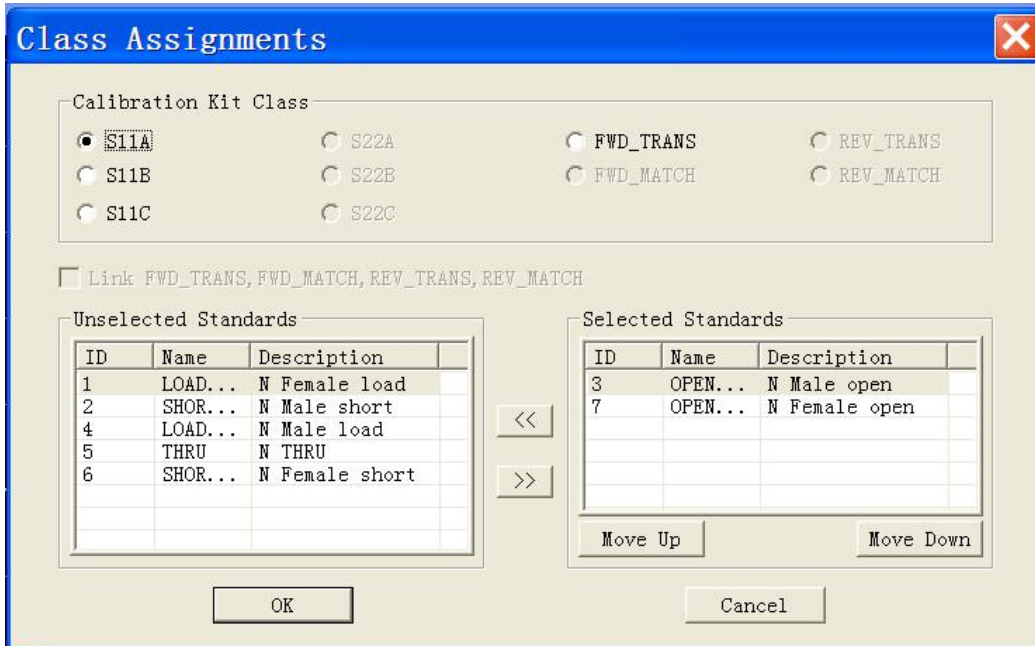 Class Assignments
Calibration Kit Class
S11A S22A FWD_TRANS REV_TRANS
S11B S22B FWD_MATCH REV_MATCH
S11C S22C
Link FWD_TRANS,FWD_MATCH,REV_TRANS,REV_MATCH
Unselected Standards
ID Name Description
1 LOAD... N Female load
2 SHOR... N Male short
4 LOAD... N Male load
5 THRU N THRU
6 SHOR... N Female short
<<
>>
Selected Standards
ID Name Description
3 OPEN... N Male open
7 OPEN... N Female open
Move Up Move Down
OK Cancel